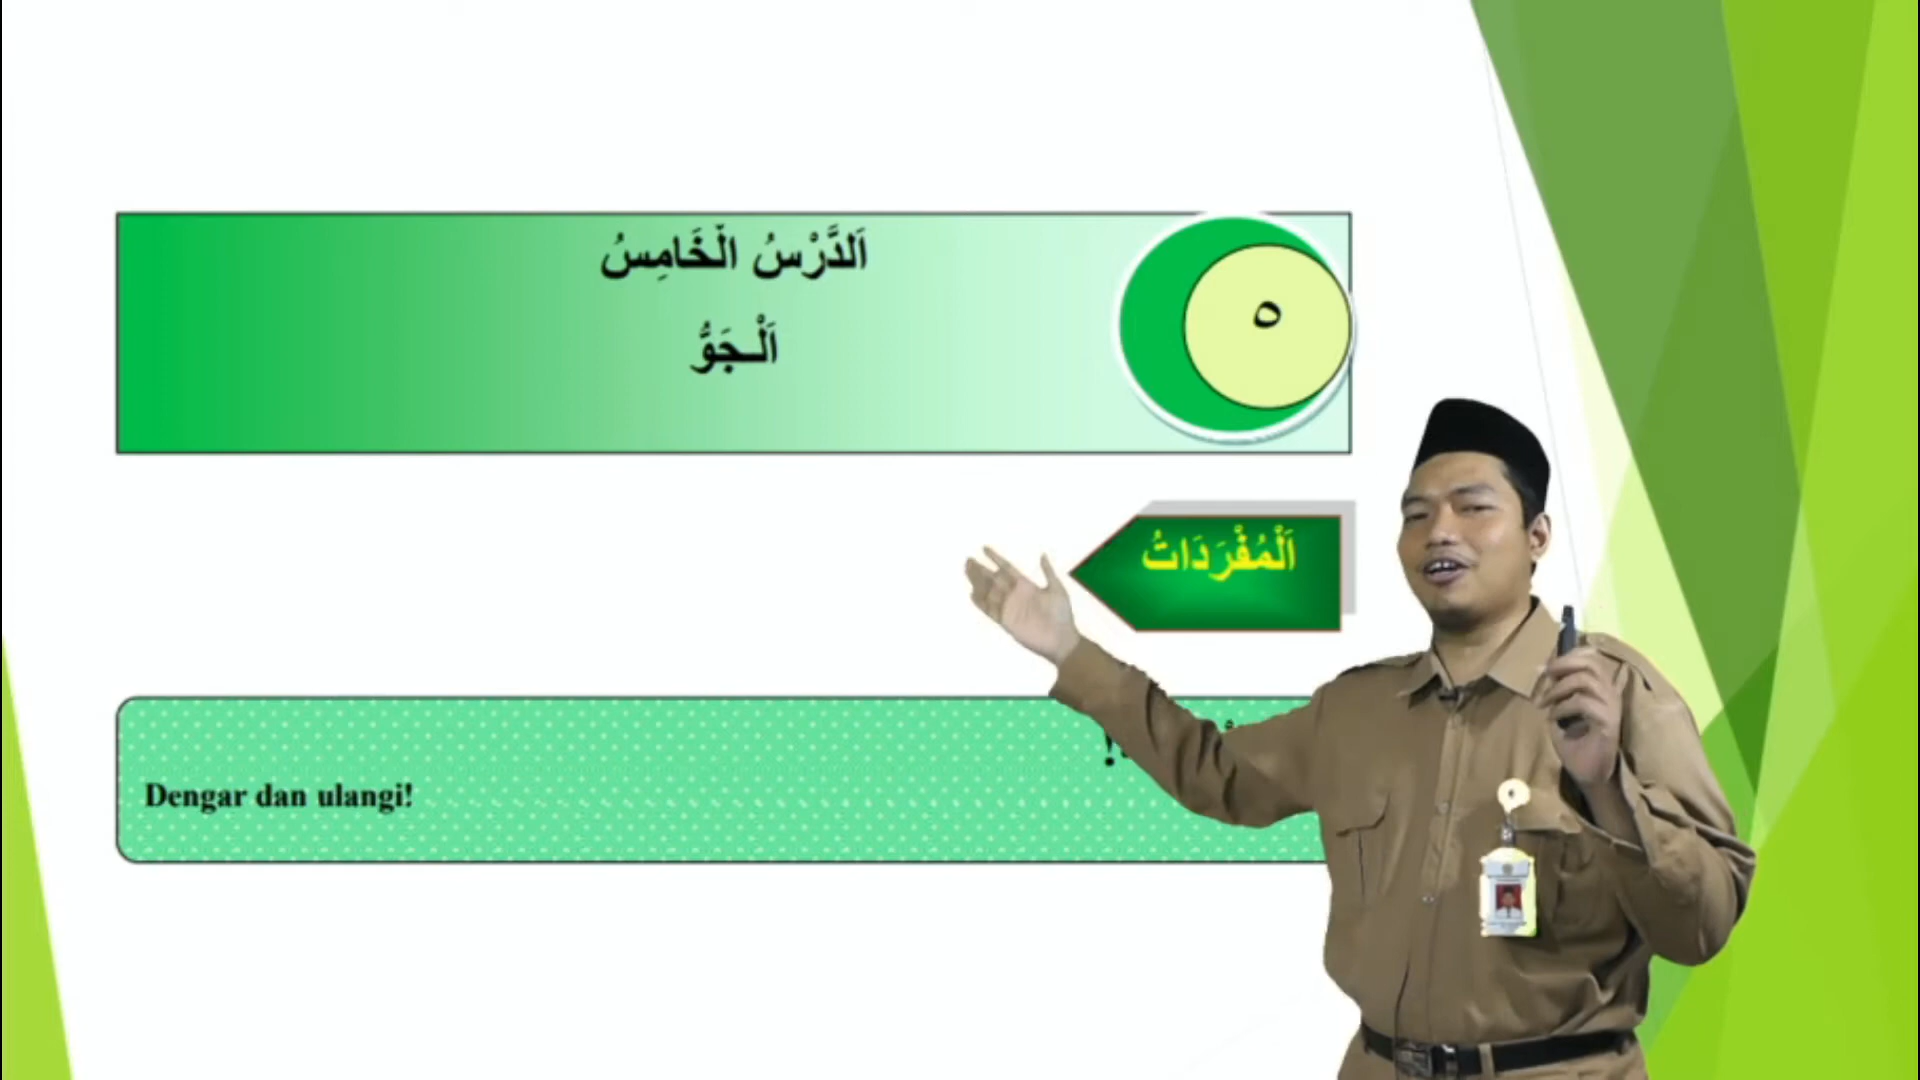 اَلدَّرْسُ الْخَامِسُ
اَلْـجَوُّ
٥
اَلْمُفْرَدَاتُ
Dengar dan ulangi!